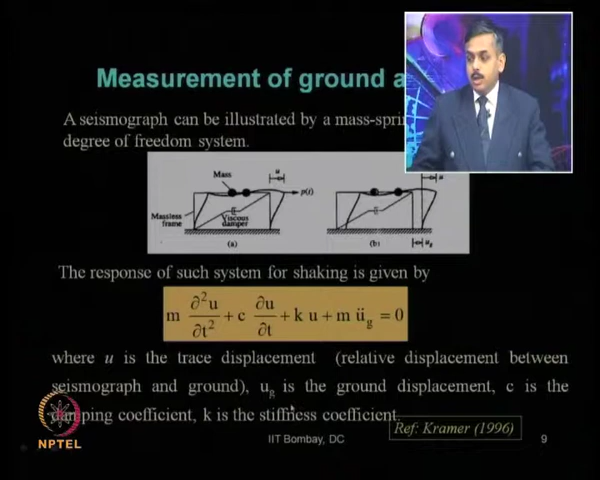 Measurement of ground a
A seismograph can be illustrated by a mass-sprin
degree of freedom system.
Mass
u
p(t)
u
Massless
frame
Viscous
damper
(a)
(b)
u_g
The response of such system for shaking is given by
m ∂²u/∂t² + c ∂u/∂t + k u + m ü_g = 0
where u is the trace displacement (relative displacement between
seismograph and ground), u_g is the ground displacement, c is the
damping coefficient, k is the stiffness coefficient.
Ref: Kramer (1996)
NPTEL
IIT Bombay, DC
9